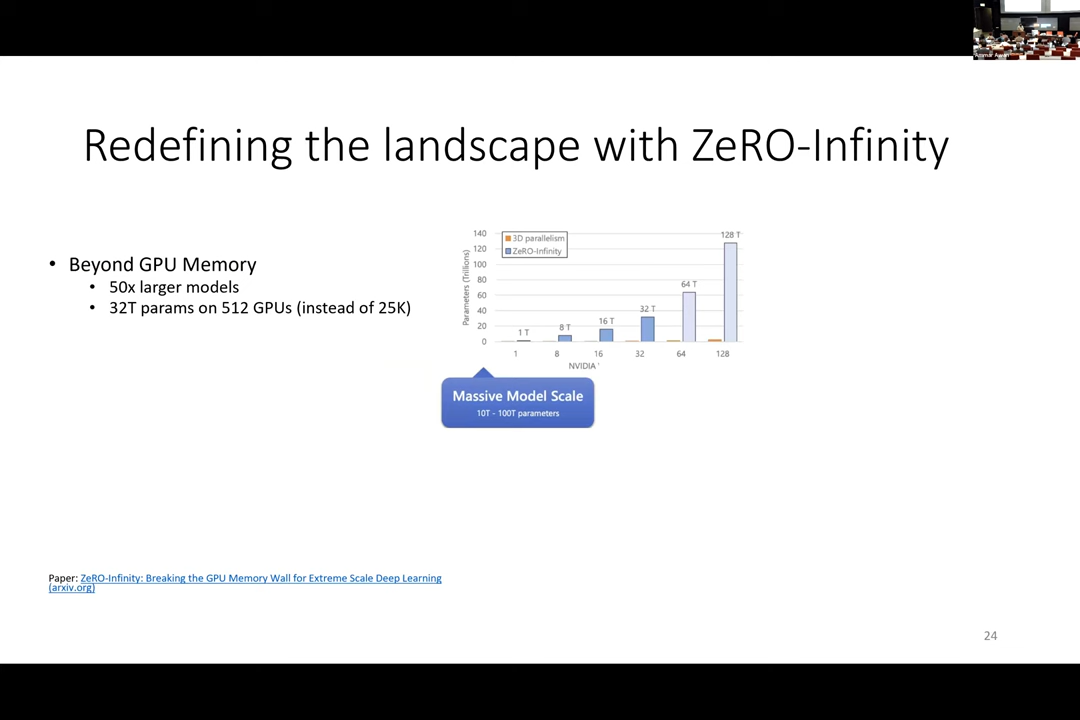 Ammar Awan
Redefining the landscape with ZeRO-Infinity
• Beyond GPU Memory
• 50x larger models
• 32T params on 512 GPUs (instead of 25K)
140
120
100
80
60
40
20
0
Parameters (Trillions)
3D parallelism
ZeRO-Infinity
1 T
8 T
16 T
32 T
64 T
128 T
1 8 16 32 64 128
NVIDIA '
Massive Model Scale
10T - 100T parameters
Paper: ZeRO-Infinity: Breaking the GPU Memory Wall for Extreme Scale Deep Learning
(arxiv.org)
24